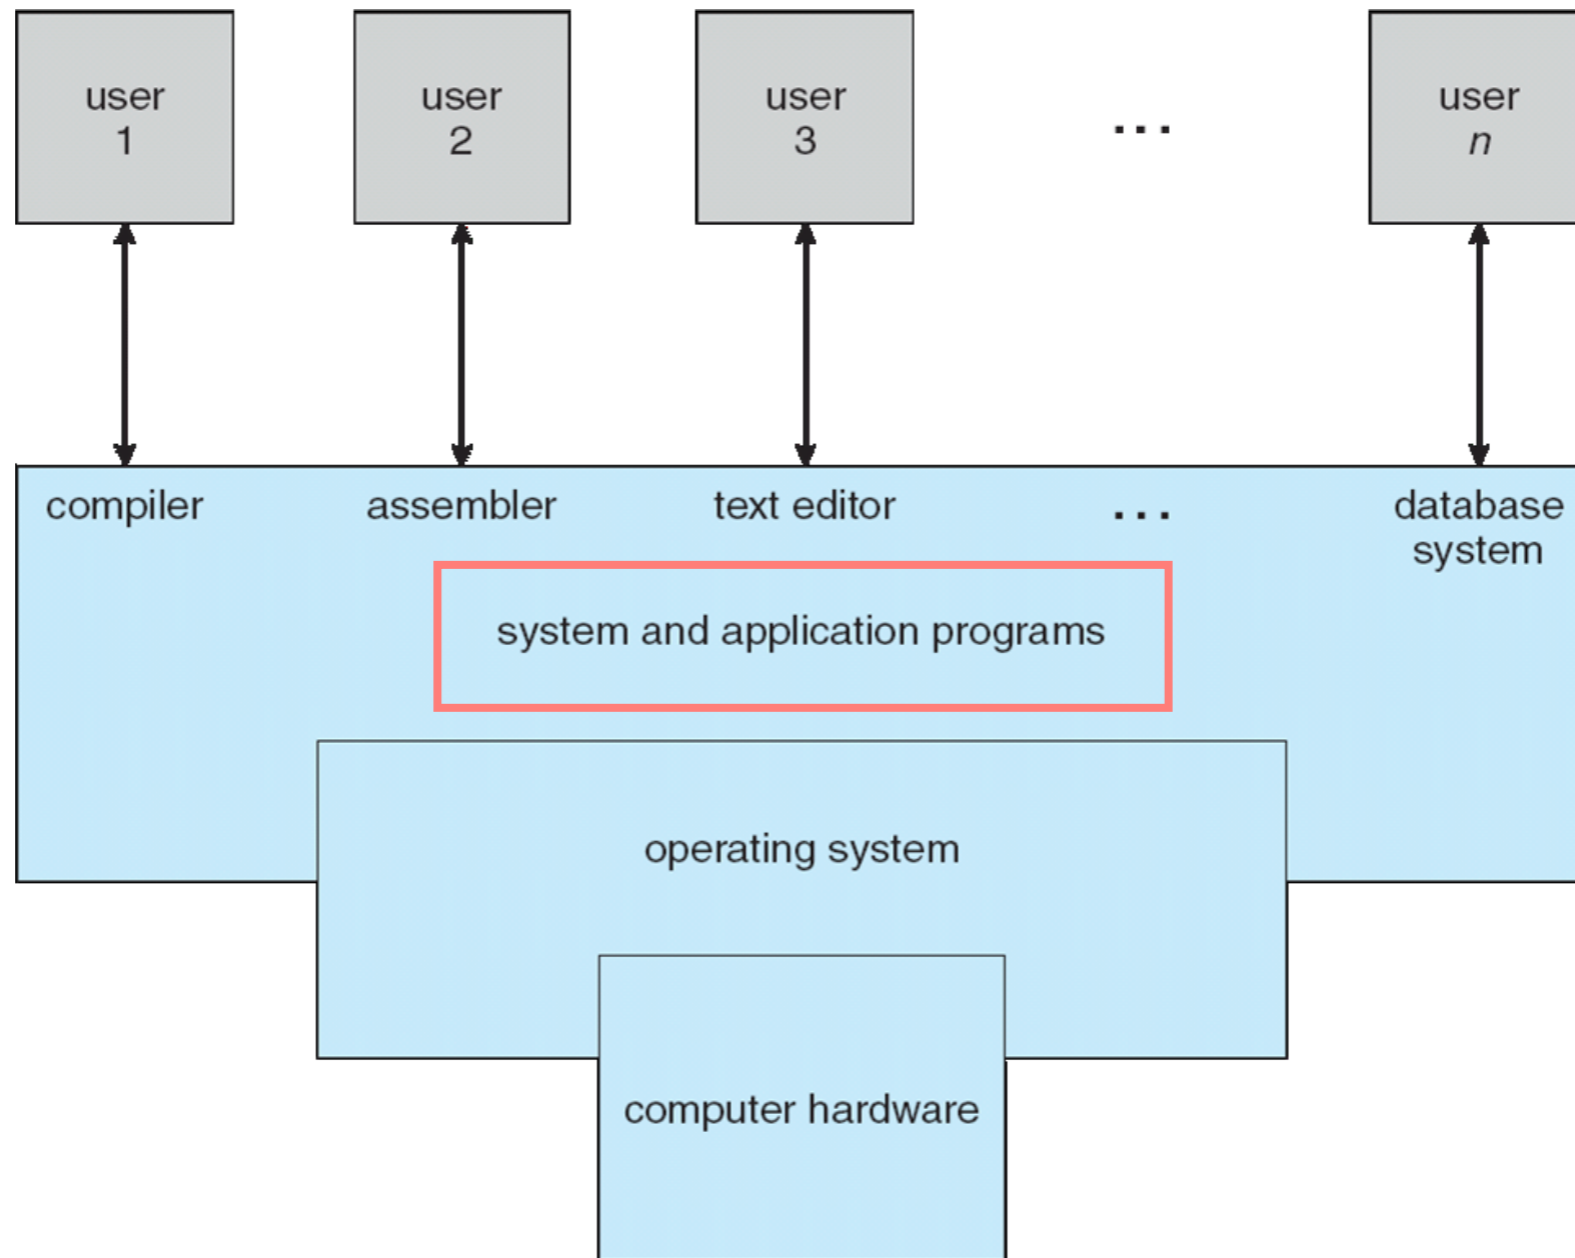 user
1
user
2
user
3
...
user
n
compiler
assembler
text editor
...
database
system
system and application programs
operating system
computer hardware